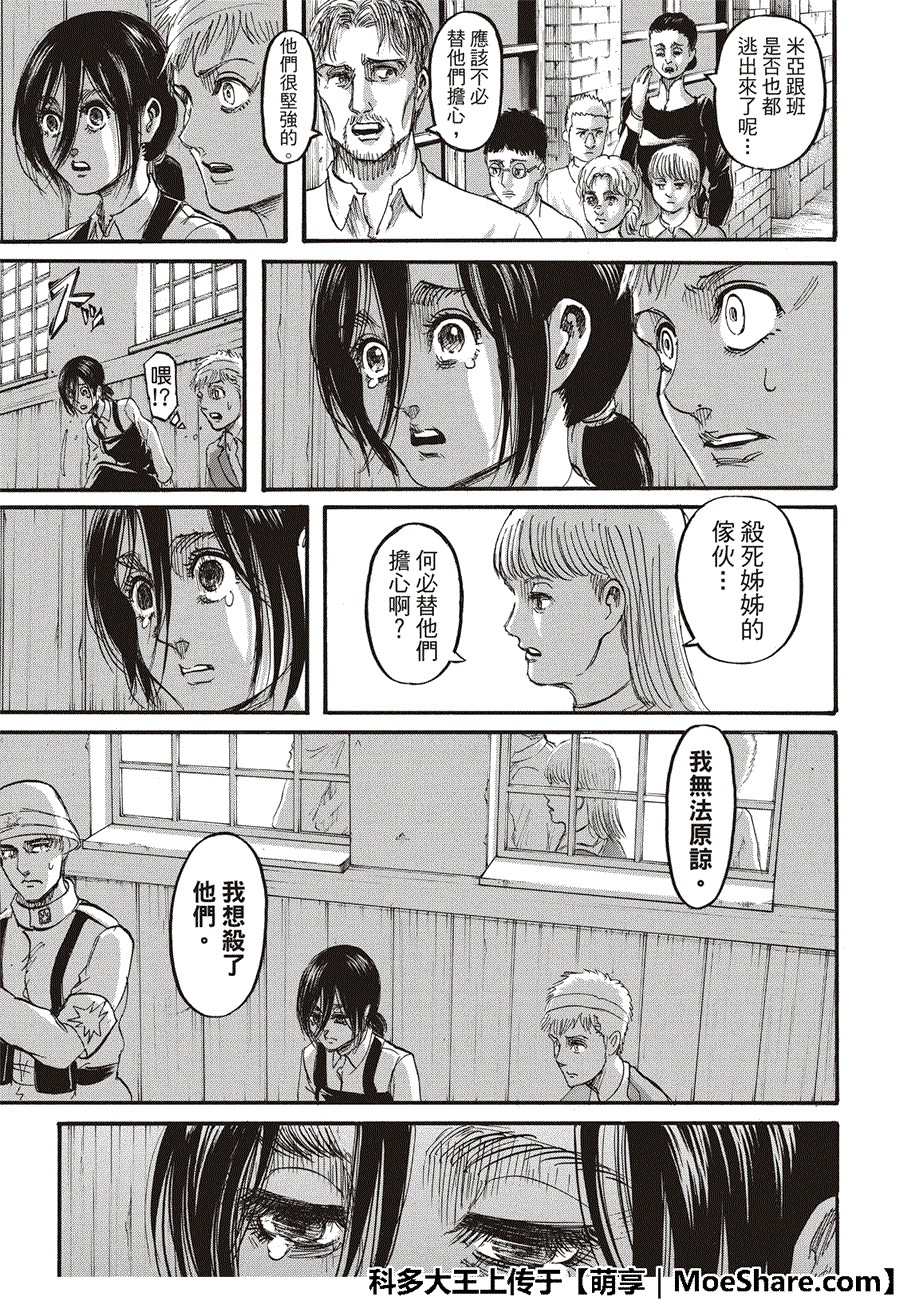 米亞跟班
是否也都
逃出來了呢…
應該不必
替他們擔心，
他們很堅強的。
喂!?
ズッ
殺死姊姊的
傢伙…
何必替他們
擔心啊？
我無法原諒。
我想殺了
他們。
科多大王上传于【萌享｜MoeShare.com】